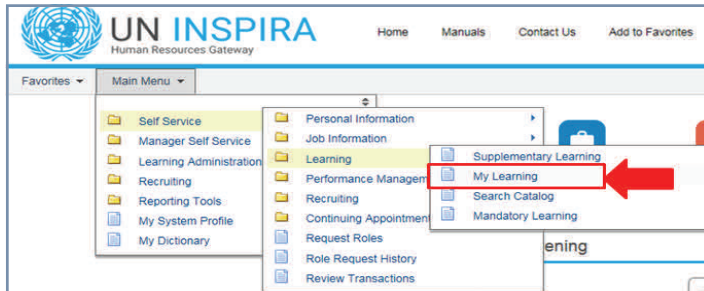 UN INSPIRA
Human Resources Gateway
Home Manuals Contact Us Add to Favorites
Favorites Main Menu
Self Service
Manager Self Service
Learning Administration
Recruiting
Reporting Tools
My System Profile
My Dictionary
Personal Information
Job Information
Learning
Performance Managem
Recruiting
Continuing Appointment
Request Roles
Role Request History
Review Transactions
Supplementary Learning
My Learning
Search Catalog
Mandatory Learning
ening